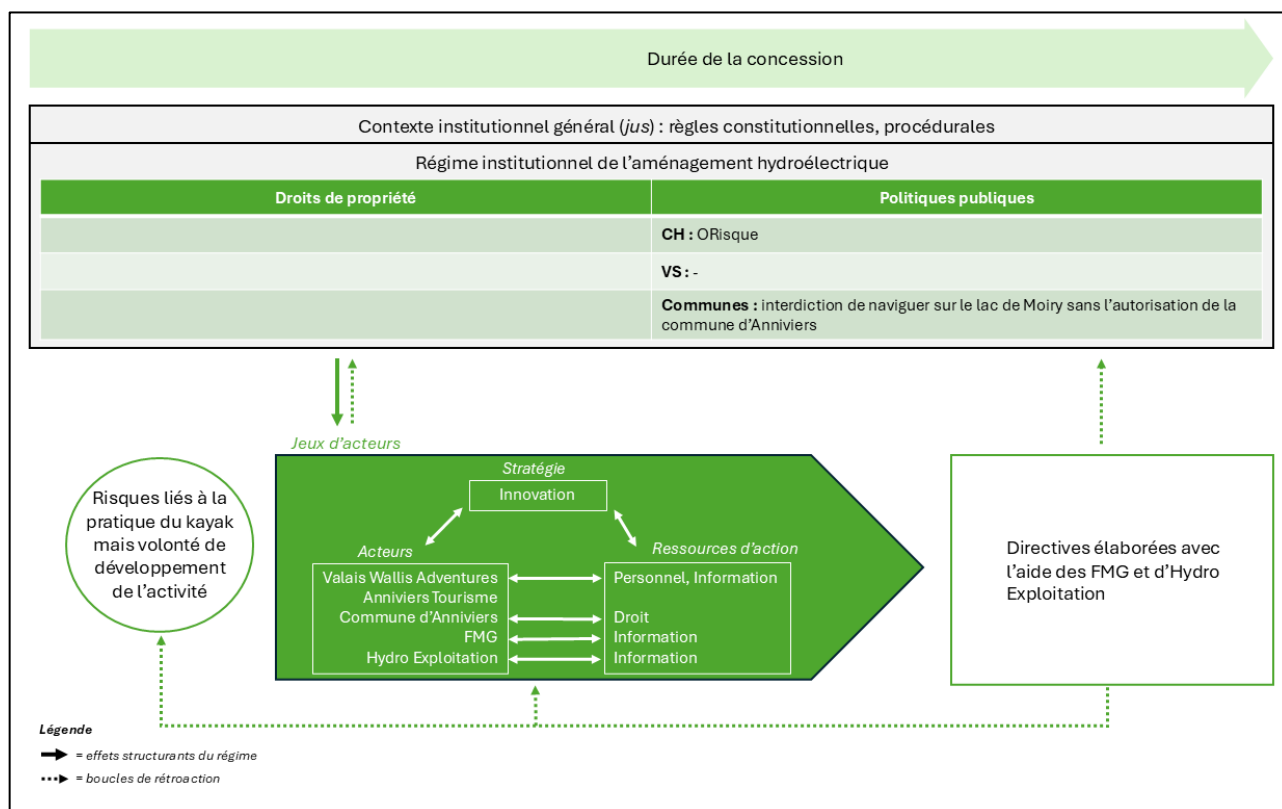 Durée de la concession
Contexte institutionnel général (jus) : règles constitutionnelles, procédurales
Régime institutionnel de l’aménagement hydroélectrique
Droits de propriété
Politiques publiques
CH : ORisque
VS : -
Communes : interdiction de naviguer sur le lac de Moiry sans l’autorisation de la
commune d’Anniviers
Jeux d’acteurs
Risques liés à la
pratique du kayak
mais volonté de
développement
de l’activité
Stratégie
Innovation
Acteurs
Valais Wallis Adventures
Anniviers Tourisme
Commune d’Anniviers
FMG
Hydro Exploitation
Ressources d’action
Personnel, Information
Droit
Information
Information
Directives élaborées avec
l’aide des FMG et d’Hydro
Exploitation
Légende
= effets structurants du régime
= boucles de rétroaction